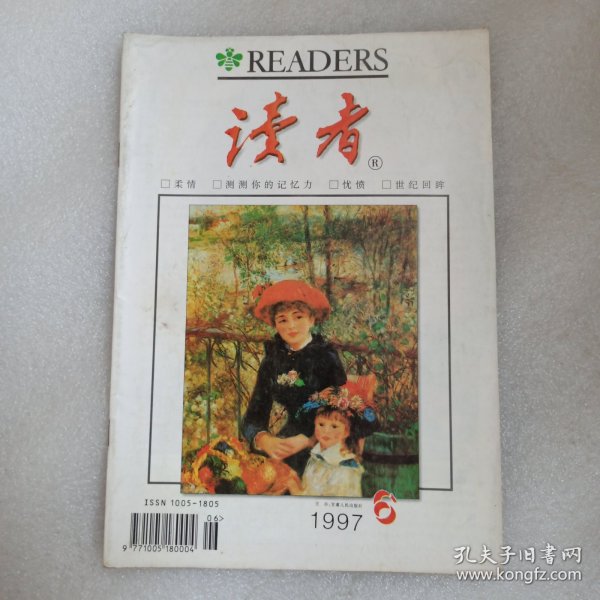 READERS
读者®
□柔情 □测测你的记忆力 □忧愤 □世纪回眸
ISSN 1005-1805
06>
9 771005 180004
1997 6
孔夫子旧书网
www.kongfz.com